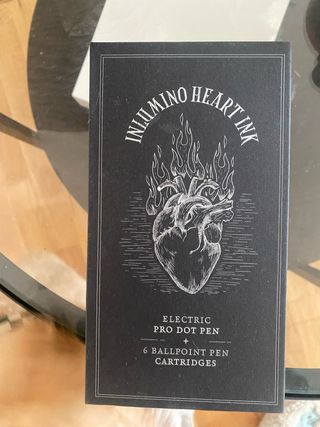 INLUMINO HEART INK
ELECTRIC
PRO DOT PEN
+
6 BALLPOINT PEN
CARTRIDGES